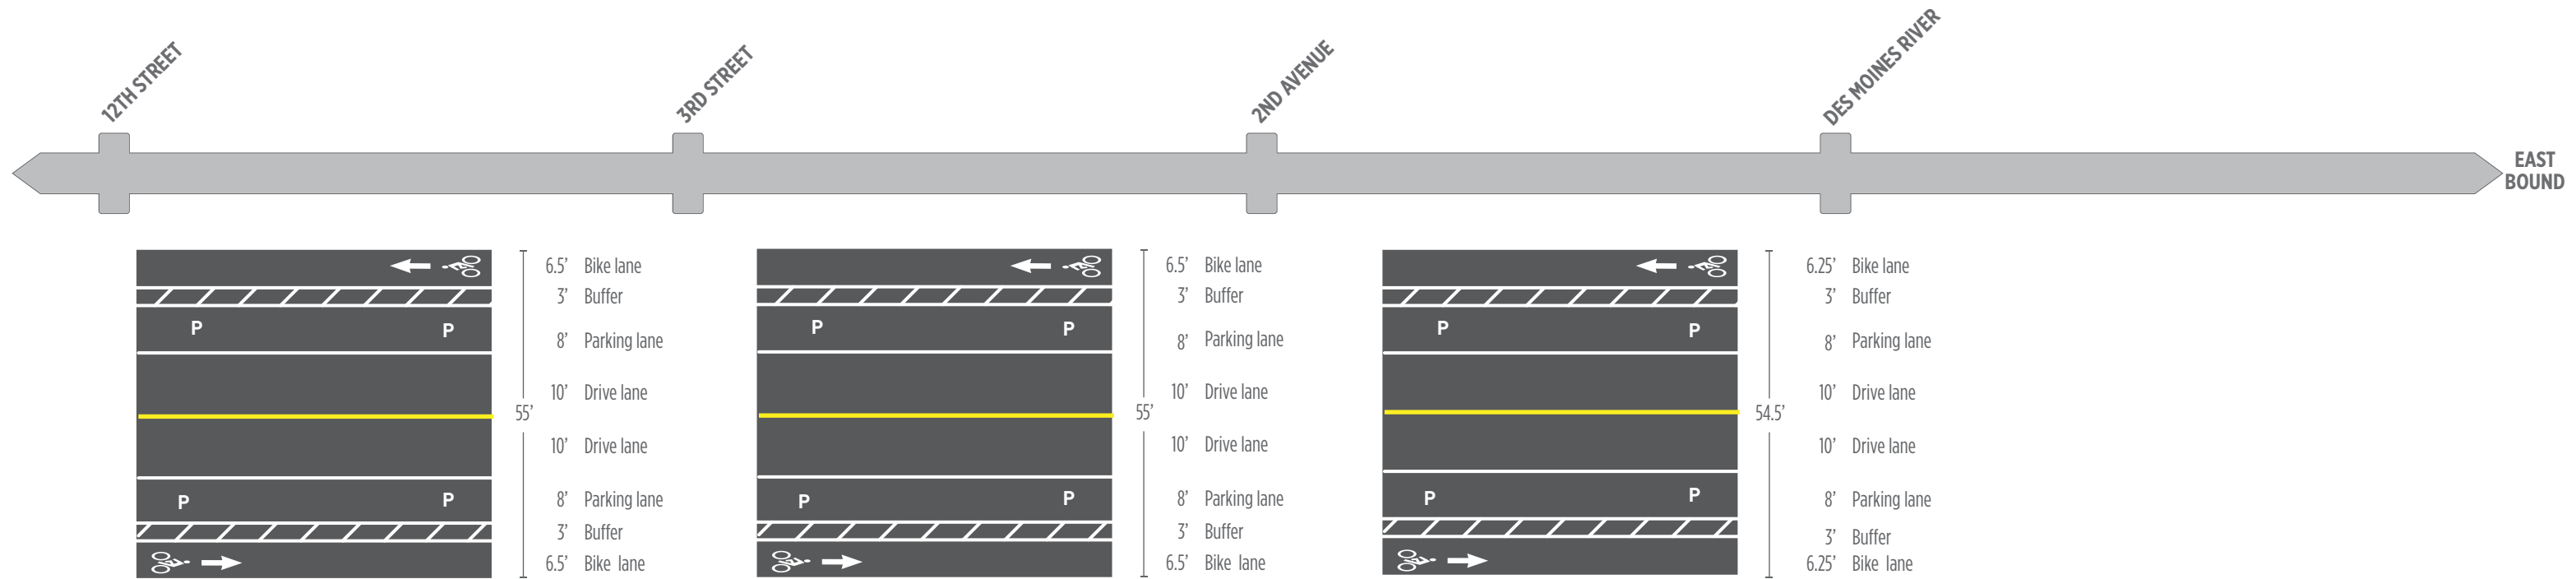 12TH STREET
3RD STREET
2ND AVENUE
DES MOINES RIVER
EAST
BOUND
P P
P P
55’
6.5’ Bike lane
3’ Buffer
8’ Parking lane
10’ Drive lane
10’ Drive lane
8’ Parking lane
3’ Buffer
6.5’ Bike lane
P P
P P
55’
6.5’ Bike lane
3’ Buffer
8’ Parking lane
10’ Drive lane
10’ Drive lane
8’ Parking lane
3’ Buffer
6.5’ Bike lane
P P
P P
54.5’
6.25’ Bike lane
3’ Buffer
8’ Parking lane
10’ Drive lane
10’ Drive lane
8’ Parking lane
3’ Buffer
6.25’ Bike lane